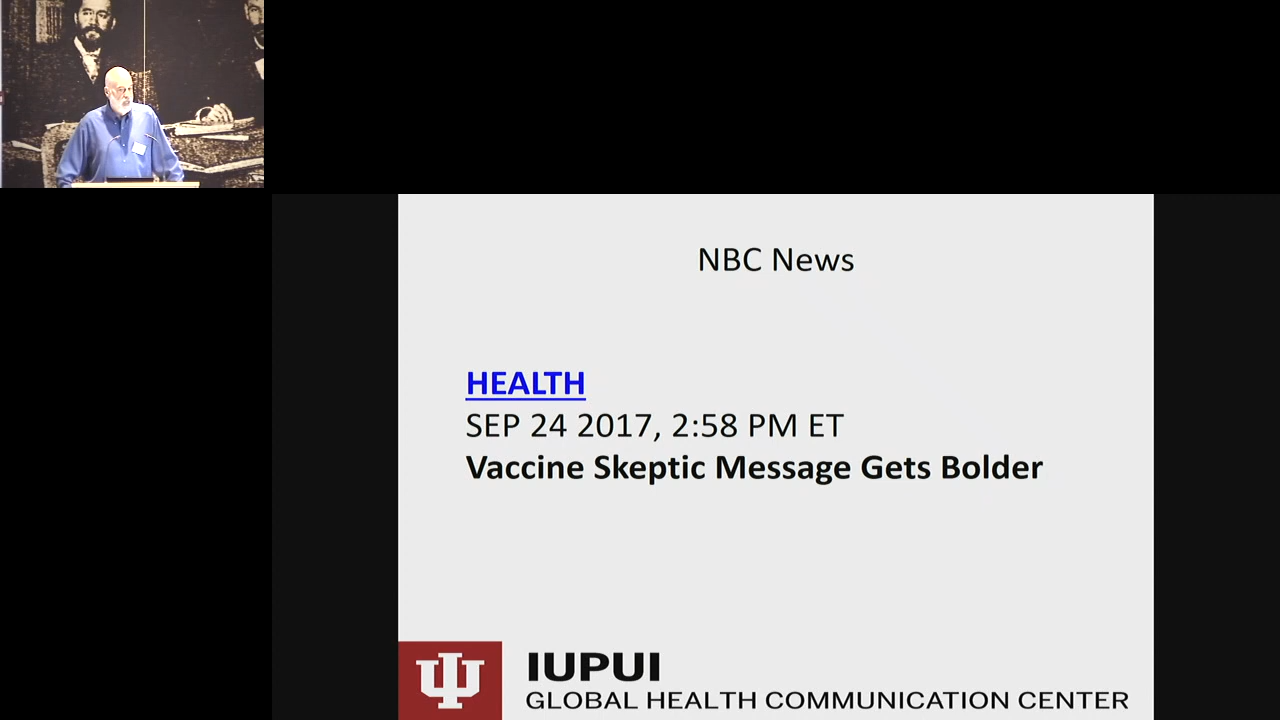 NBC News
HEALTH
SEP 24 2017, 2:58 PM ET
Vaccine Skeptic Message Gets Bolder
IUPUI
GLOBAL HEALTH COMMUNICATION CENTER